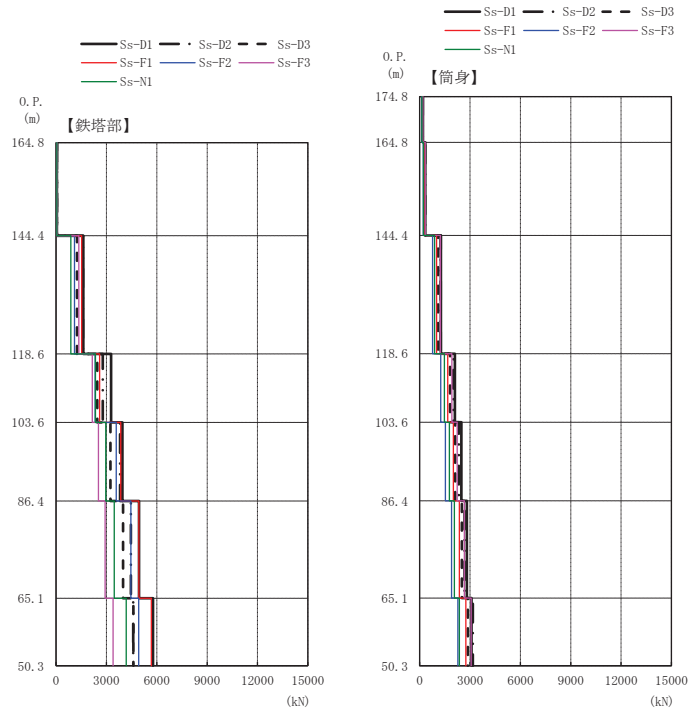 Ss-D1 Ss-D2 Ss-D3
Ss-F1 Ss-F2 Ss-F3
Ss-N1
O.P.
(m)
【鉄塔部】
164.8
144.4
118.6
103.6
86.4
65.1
50.3
0 3000 6000 9000 12000 15000
(kN)
Ss-D1 Ss-D2 Ss-D3
Ss-F1 Ss-F2 Ss-F3
Ss-N1
O.P.
(m)
【筒身】
174.8
164.8
144.4
118.6
103.6
86.4
65.1
50.3
0 3000 6000 9000 12000 15000
(kN)